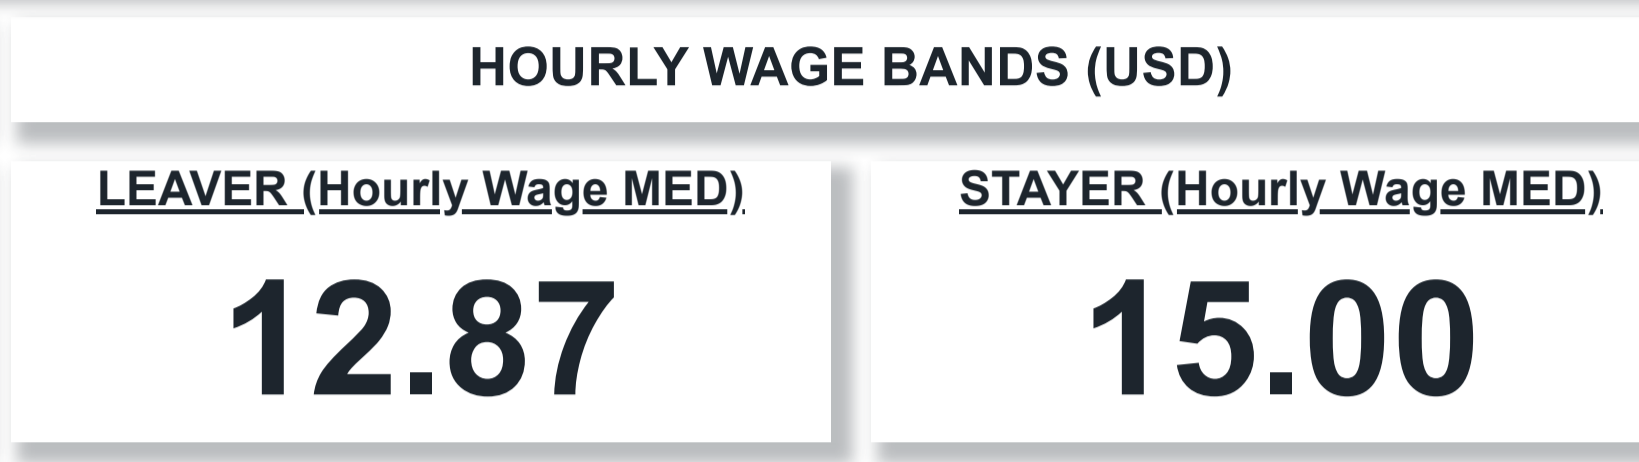 HOURLY WAGE BANDS (USD)
LEAVER (Hourly Wage MED)
STAYER (Hourly Wage MED)
12.87
15.00